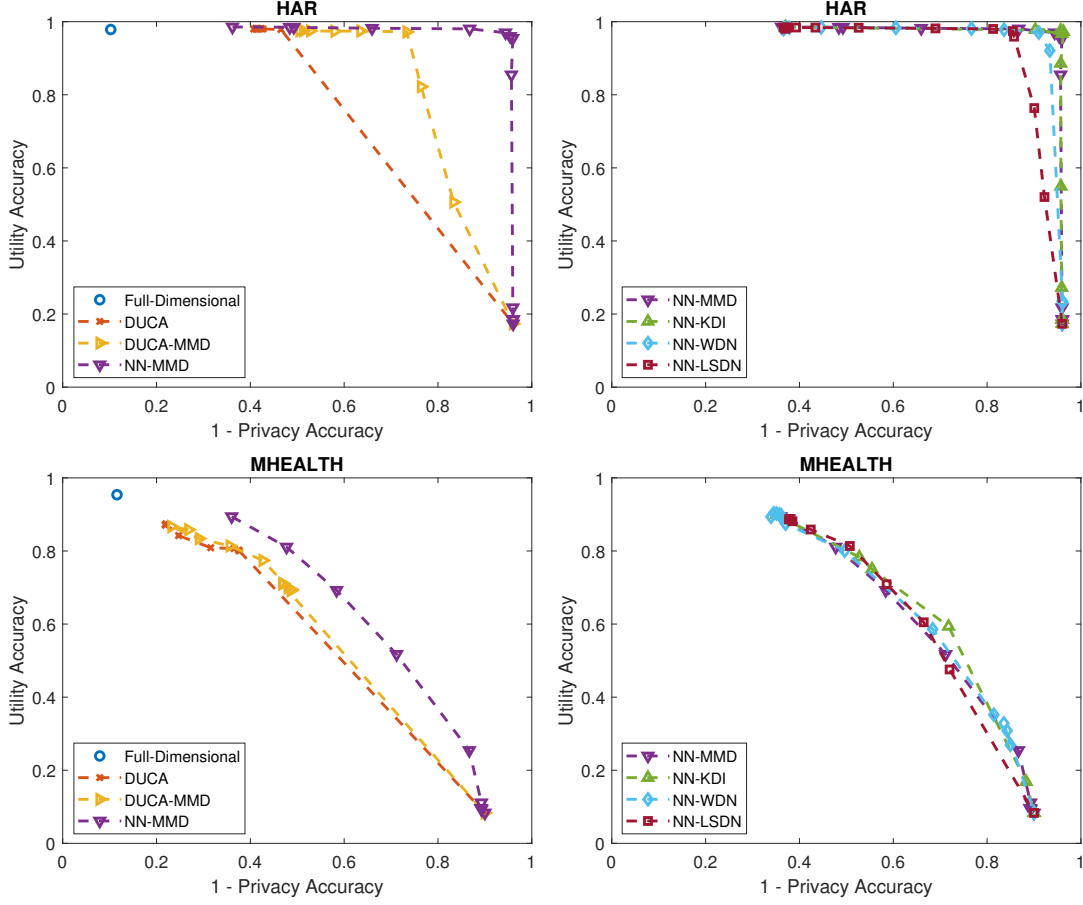 HAR
1
0.8
0.6
0.4
0.2
0
Utility Accuracy
Full-Dimensional
DUCA
DUCA-MMD
NN-MMD
0 0.2 0.4 0.6 0.8 1
1 - Privacy Accuracy
HAR
1
0.8
0.6
0.4
0.2
0
Utility Accuracy
NN-MMD
NN-KDI
NN-WDN
NN-LSDN
0 0.2 0.4 0.6 0.8 1
1 - Privacy Accuracy
MHEALTH
1
0.8
0.6
0.4
0.2
0
Utility Accuracy
Full-Dimensional
DUCA
DUCA-MMD
NN-MMD
0 0.2 0.4 0.6 0.8 1
1 - Privacy Accuracy
MHEALTH
1
0.8
0.6
0.4
0.2
0
Utility Accuracy
NN-MMD
NN-KDI
NN-WDN
NN-LSDN
0 0.2 0.4 0.6 0.8 1
1 - Privacy Accuracy